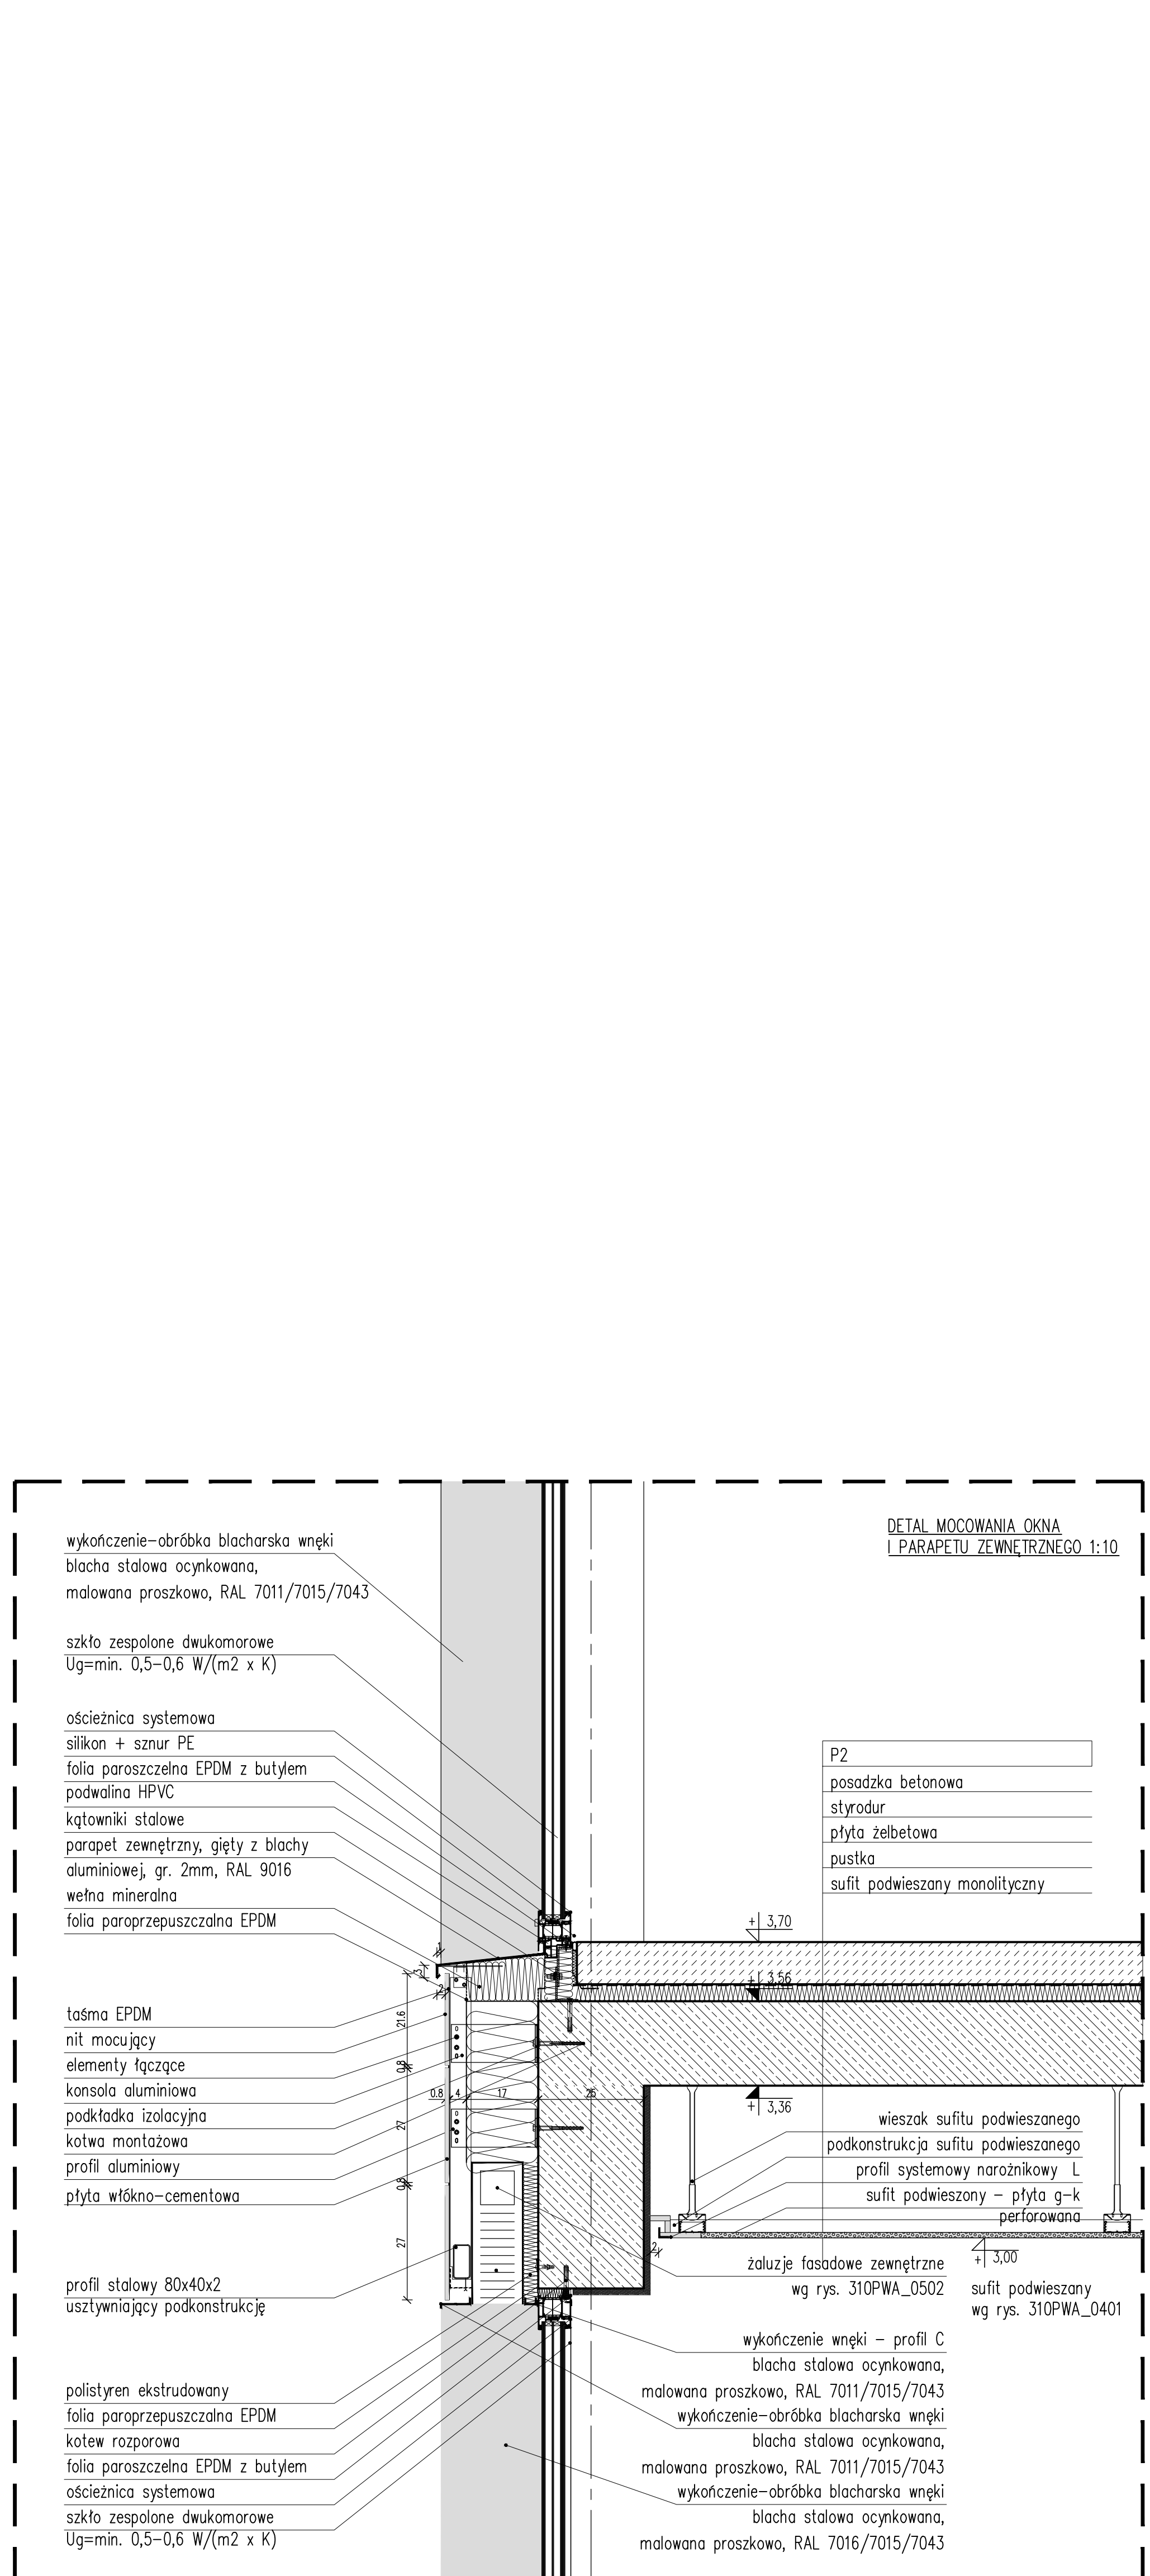 DETAL MOCOWANIA OKNA
I PARAPETU ZEWNĘTRZNEGO 1:10
wykończenie-obróbka blacharska wnęki
blacha stalowa ocynkowana,
malowana proszkowo, RAL 7011/7015/7043
szkło zespolone dwukomorowe
Ug=min. 0,5-0,6 W/(m2 x K)
ościeżnica systemowa
silikon + sznur PE
folia paroszczelna EPDM z butylem
podwalina HPVC
kątowniki stalowe
parapet zewnętrzny, gięty z blachy
aluminiowej, gr. 2mm, RAL 9016
wełna mineralna
folia paroprzepuszczalna EPDM
taśma EPDM
nit mocujący
elementy łączące
konsola aluminiowa
podkładka izolacyjna
kotwa montażowa
profil aluminiowy
płyta włókno-cementowa
profil stalowy 80x40x2
usztywniający podkonstrukcję
polistyren ekstrudowany
folia paroprzepuszczalna EPDM
kotew rozporowa
folia paroszczelna EPDM z butylem
ościeżnica systemowa
szkło zespolone dwukomorowe
Ug=min. 0,5-0,6 W/(m2 x K)
1
3
2
21.6
0.8
27
0.8
27
0.8 4 17 25
2
P2
posadzka betonowa
styrodur
płyta żelbetowa
pustka
sufit podwieszany monolityczny
+ 3,70
+ 3,56
+ 3,36
wieszak sufitu podwieszanego
podkonstrukcja sufitu podwieszanego
profil systemowy narożnikowy L
sufit podwieszony - płyta g-k
perforowana
+ 3,00
sufit podwieszany
wg rys. 310PWA_0401
żaluzje fasadowe zewnętrzne
wg rys. 310PWA_0502
wykończenie wnęki - profil C
blacha stalowa ocynkowana,
malowana proszkowo, RAL 7011/7015/7043
wykończenie-obróbka blacharska wnęki
blacha stalowa ocynkowana,
malowana proszkowo, RAL 7011/7015/7043
wykończenie-obróbka blacharska wnęki
blacha stalowa ocynkowana,
malowana proszkowo, RAL 7016/7015/7043